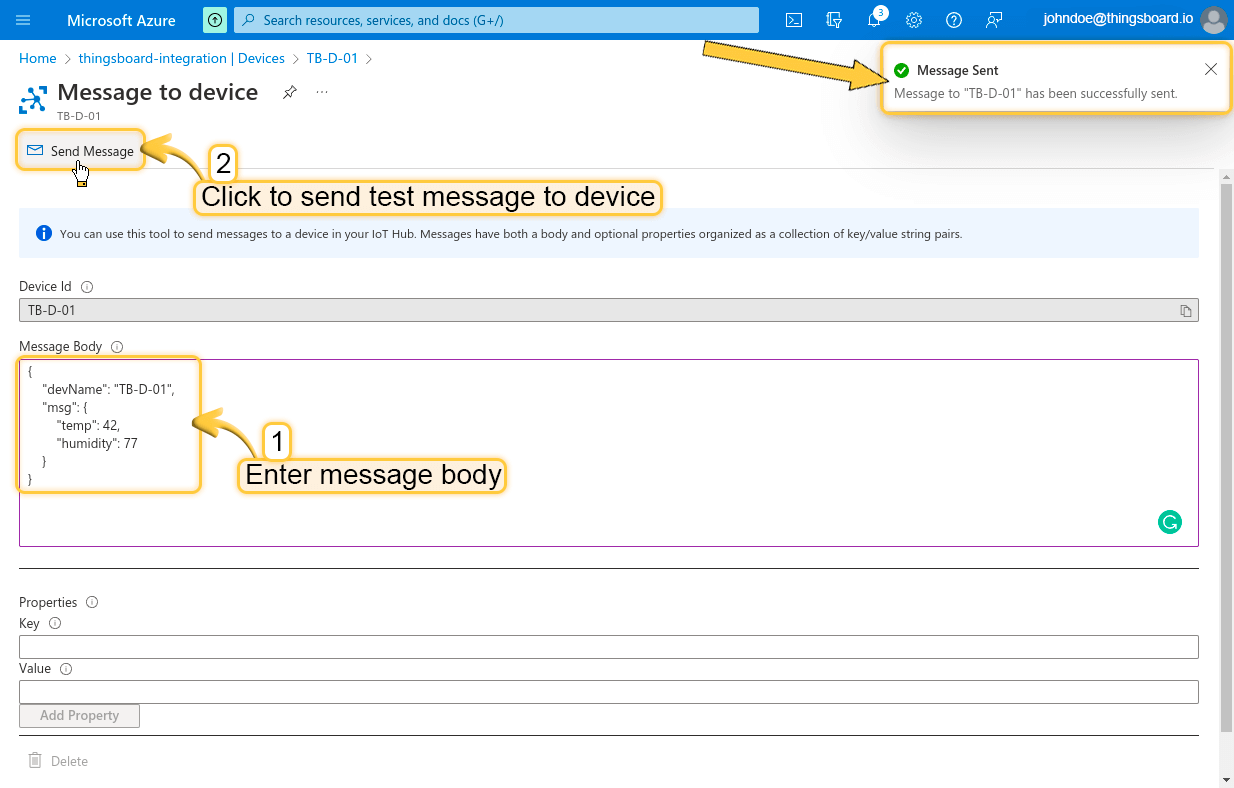 Microsoft Azure
Search resources, services, and docs (G+/)
3
johndoe@thingsboard.io
Home > thingsboard-integration | Devices > TB-D-01 >
Message to device
...
TB-D-01
Message Sent
Message to "TB-D-01" has been successfully sent.
Send Message
2
Click to send test message to device
You can use this tool to send messages to a device in your IoT Hub. Messages have both a body and optional properties organized as a collection of key/value string pairs.
Device Id
TB-D-01
Message Body
{
"devName": "TB-D-01",
"msg": {
"temp": 42,
"humidity": 77
}
}
1
Enter message body
Properties
Key
Value
Add Property
Delete